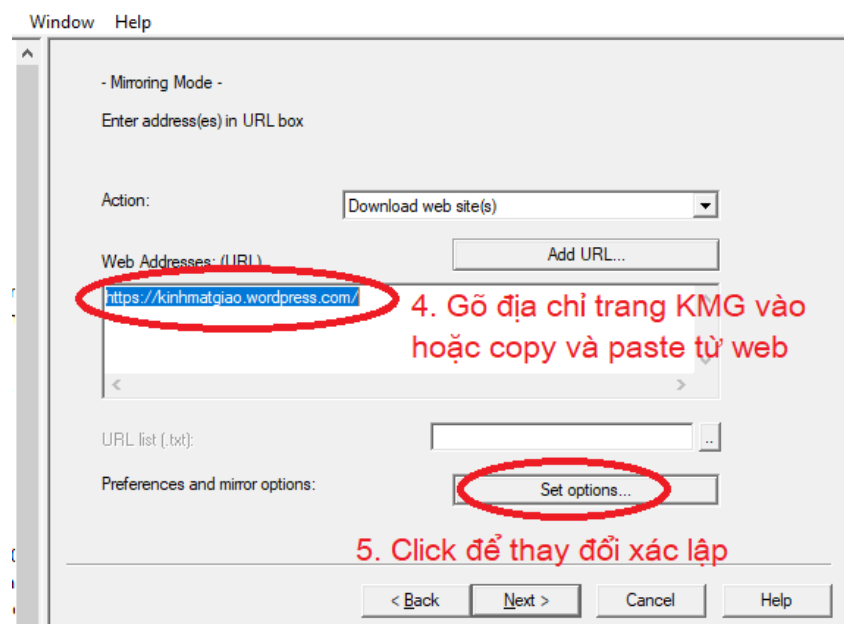 Window Help
- Mirroring Mode -
Enter address(es) in URL box
Action:
Download web site(s)
Web Addresses: (URL)
Add URL...
https://kinhmatgiao.wordpress.com/
4. Gõ địa chỉ trang KMG vào
hoặc copy và paste từ web
URL list (.txt):
..
Preferences and mirror options:
Set options...
5. Click để thay đổi xác lập
< Back
Next >
Cancel
Help